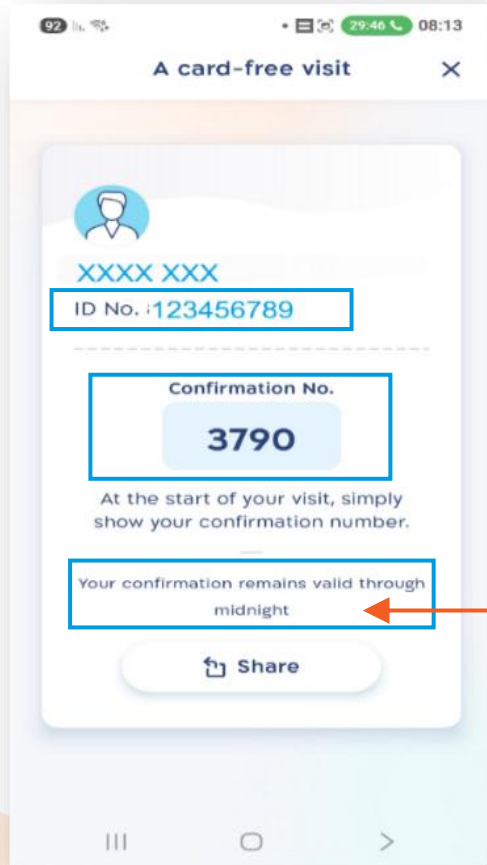 92 29:46 08:13
A card-free visit
XXXX XXX
ID No. :123456789
Confirmation No.
3790
At the start of your visit, simply
show your confirmation number.
Your confirmation remains valid through
midnight
Share